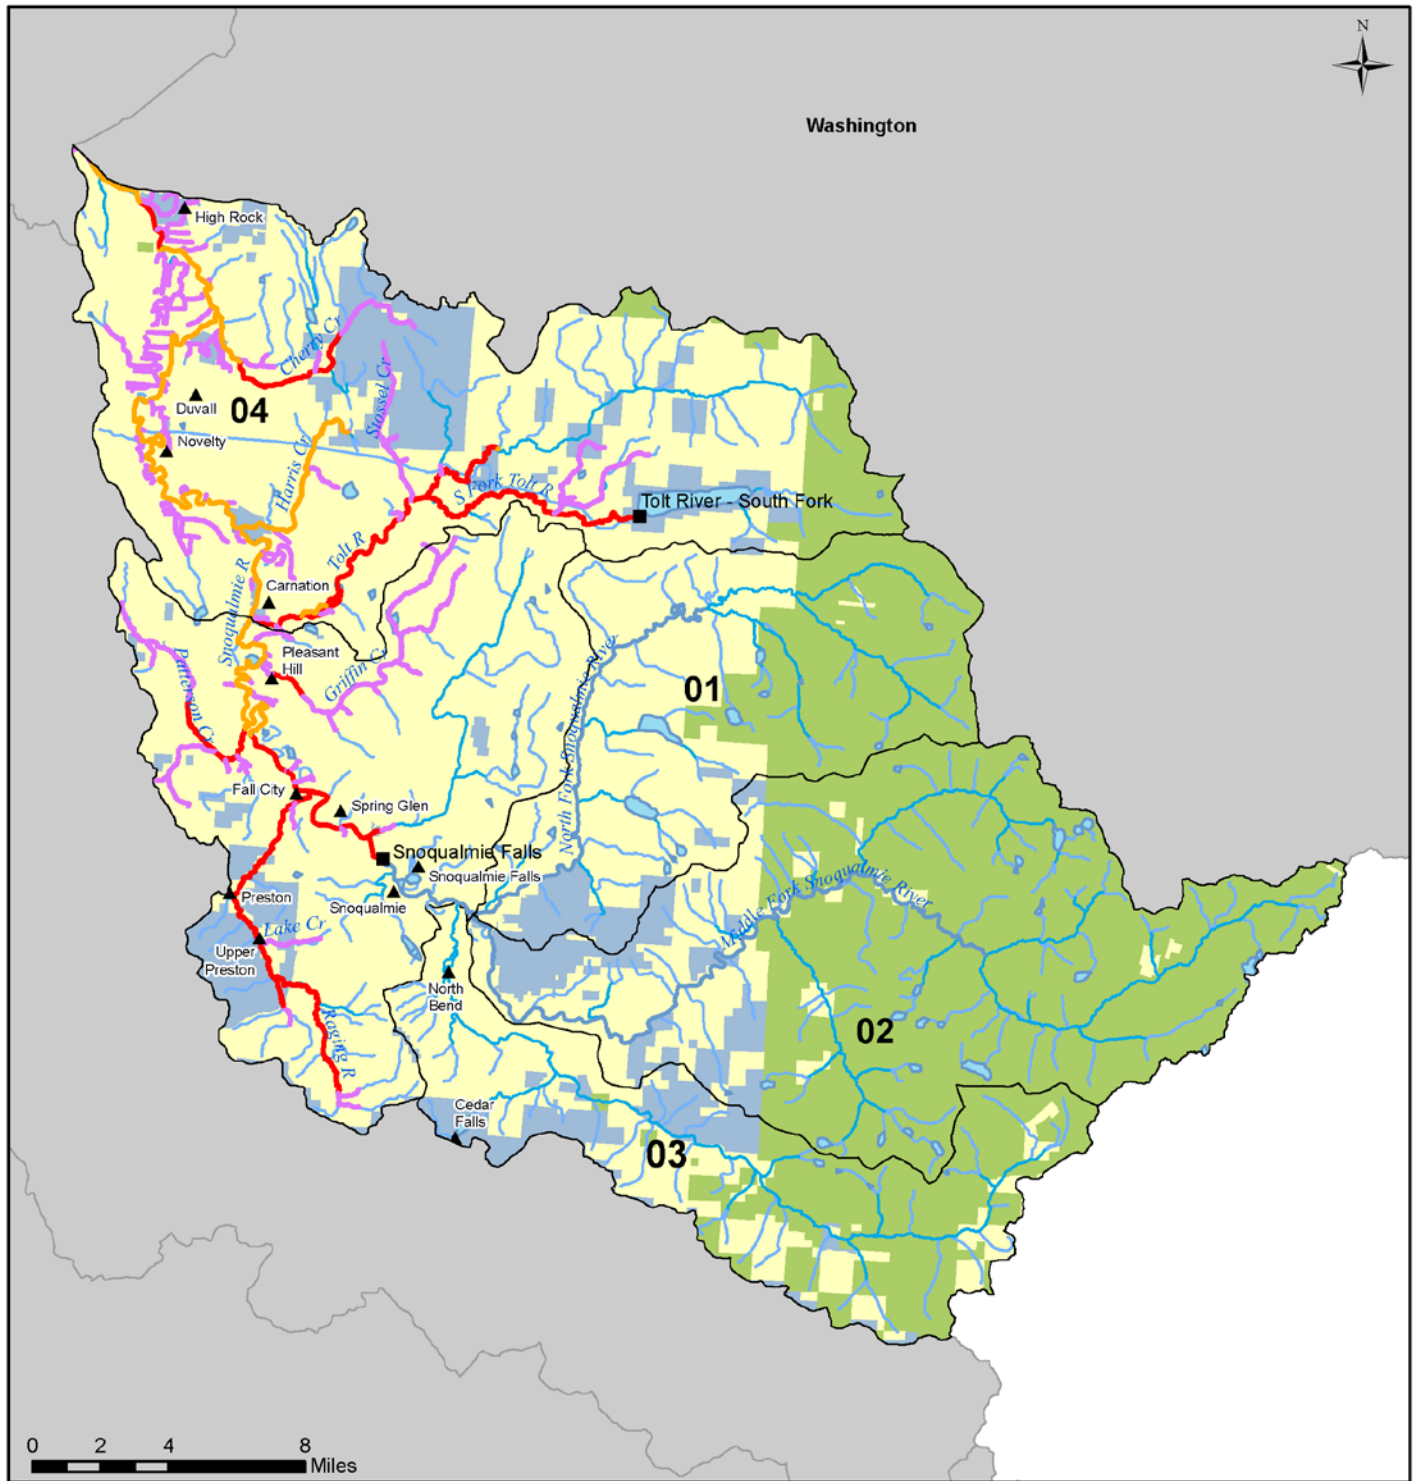 N
Washington
High Rock
Cherry Cr
Stossel Cr
Duvall
04
Novelty
Harris Cr
S Fork Tolt R
Tolt River - South Fork
Tolt R
Snoqualmie R
Carnation
Pleasant
Hill
Griffin Cr
Patterson Cr
North Fork Snoqualmie River
01
Fall City
Spring Glen
Snoqualmie Falls
Snoqualmie Falls
Snoqualmie
Preston
Lake Cr
Upper
Preston
Middle Fork Snoqualmie River
North
Bend
02
Raging R
Cedar
Falls
03
0 2 4 8
Miles